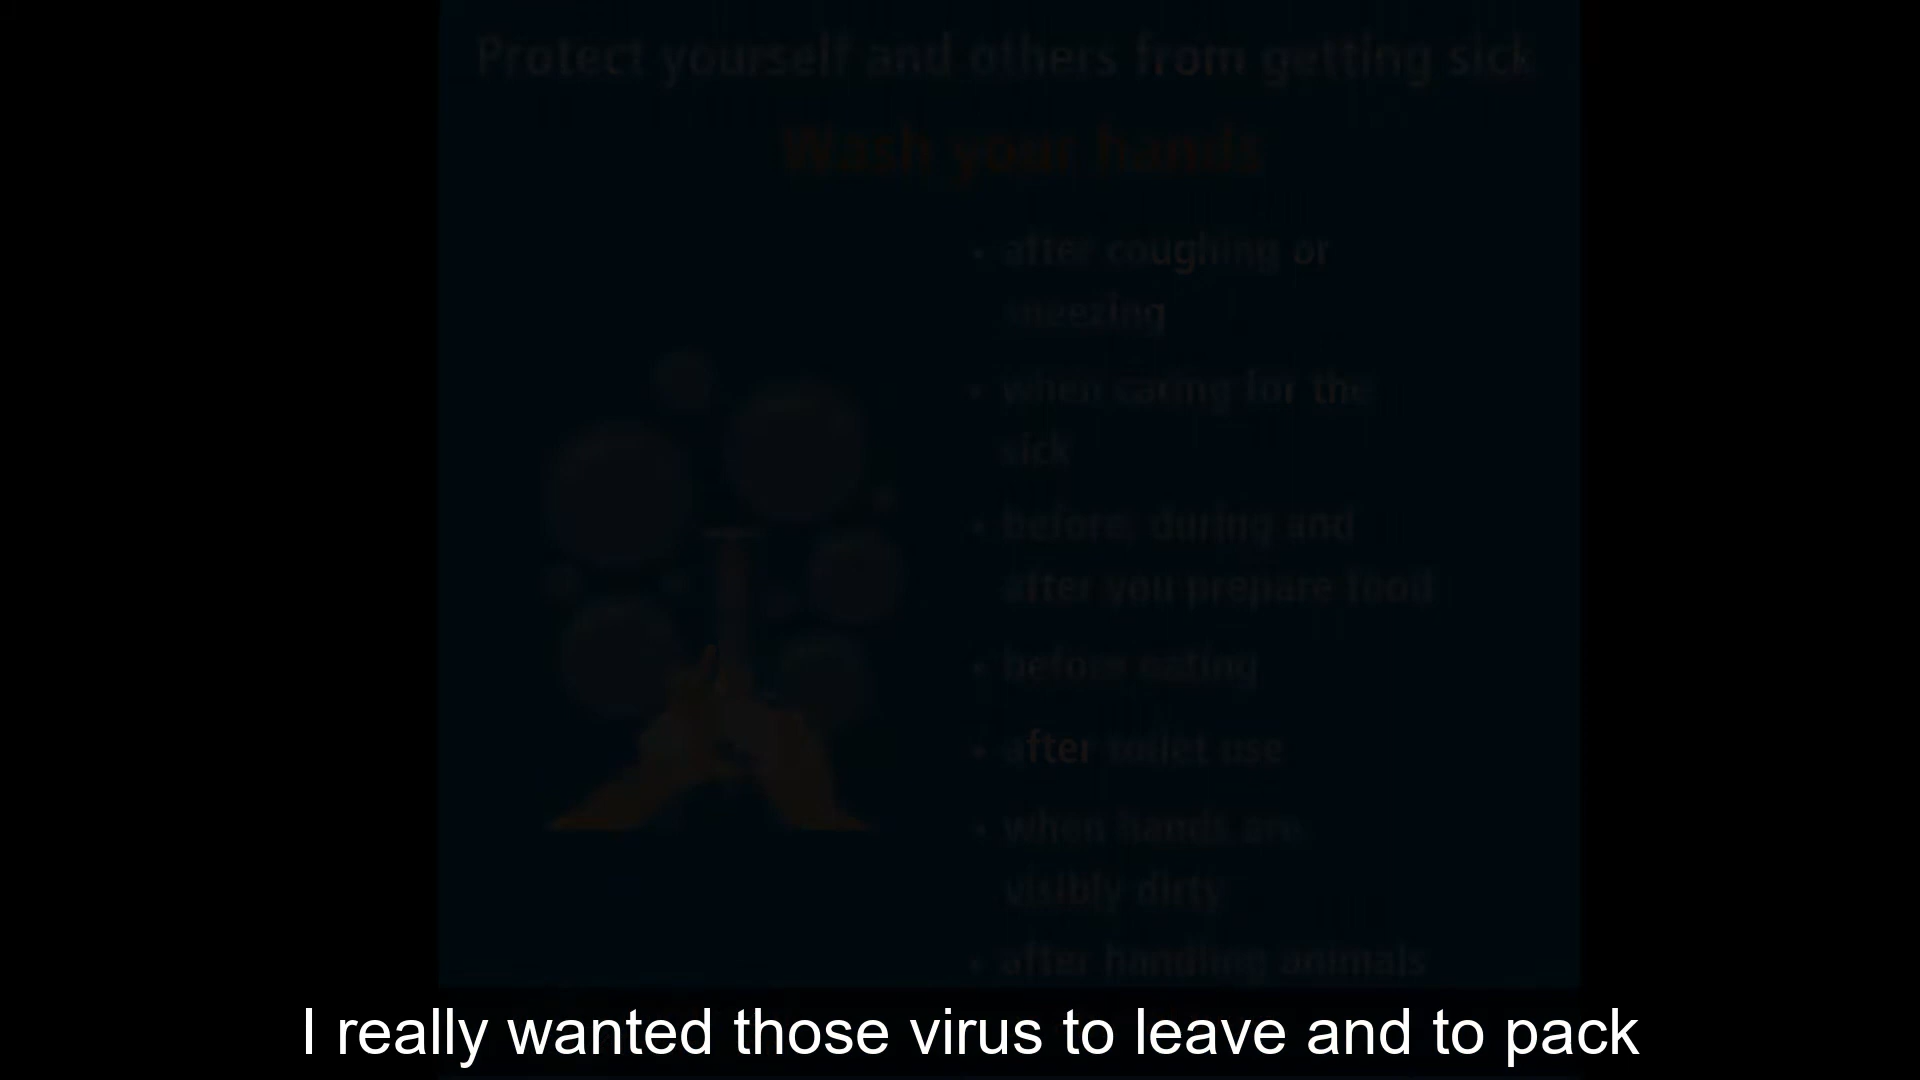 Protect yourself and others from getting sick
Wash your hands
• after coughing or
sneezing
• when caring for the
sick
• before, during and
after you prepare food
• before eating
• after toilet use
• when hands are
visibly dirty
• after handling animals
I really wanted those virus to leave and to pack